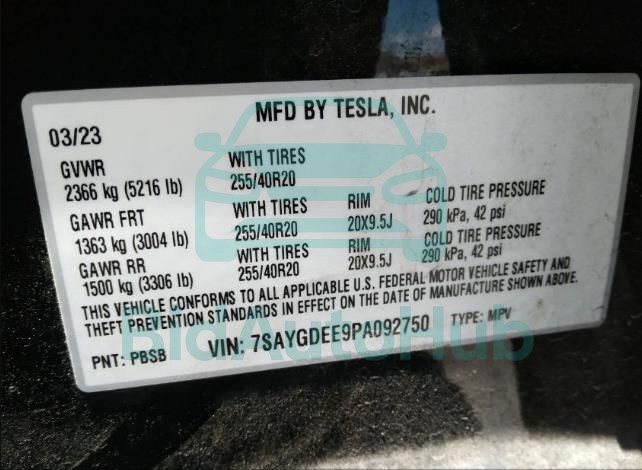 MFD BY TESLA, INC.
03/23
GVWR WITH TIRES
2366 kg (5216 lb) 255/40R20
GAWR FRT WITH TIRES RIM COLD TIRE PRESSURE
1363 kg (3004 lb) 255/40R20 20X9.5J 290 kPa, 42 psi
GAWR RR WITH TIRES RIM COLD TIRE PRESSURE
1500 kg (3306 lb) 255/40R20 20X9.5J 290 kPa, 42 psi
THIS VEHICLE CONFORMS TO ALL APPLICABLE U.S. FEDERAL MOTOR VEHICLE SAFETY AND
THEFT PREVENTION STANDARDS IN EFFECT ON THE DATE OF MANUFACTURE SHOWN ABOVE.
PNT: PBSB VIN: 7SAYGDEE9PA092750 TYPE: MPV
BidAutoHub